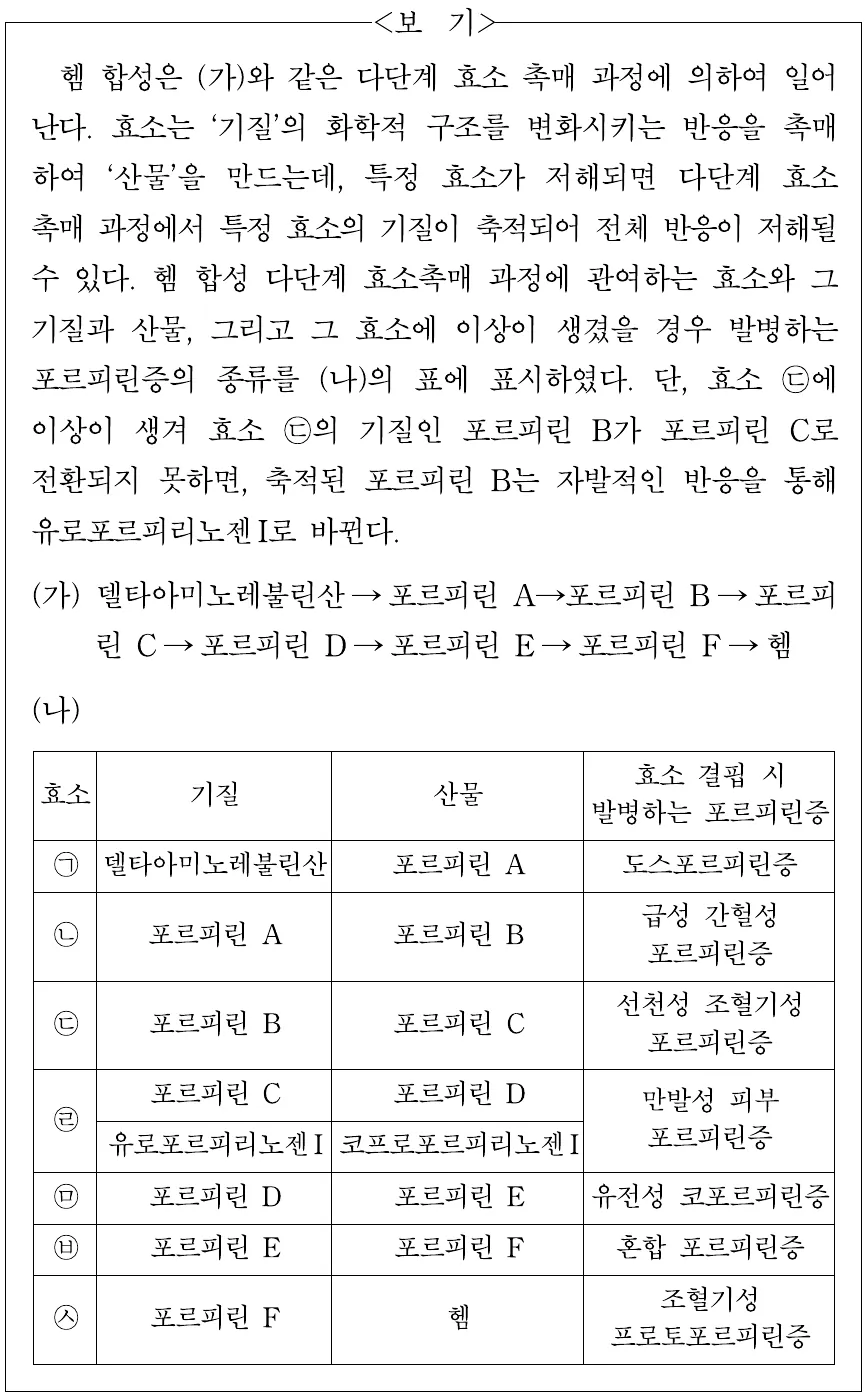 <보 기>
헴 합성은 (가)와 같은 다단계 효소 촉매 과정에 의하여 일어
난다. 효소는 ‘기질’의 화학적 구조를 변화시키는 반응을 촉매
하여 ‘산물’을 만드는데, 특정 효소가 저해되면 다단계 효소
촉매 과정에서 특정 효소의 기질이 축적되어 전체 반응이 저해될
수 있다. 헴 합성 다단계 효소촉매 과정에 관여하는 효소와 그
기질과 산물, 그리고 그 효소에 이상이 생겼을 경우 발병하는
포르피린증의 종류를 (나)의 표에 표시하였다. 단, 효소 ㉢에
이상이 생겨 효소 ㉢의 기질인 포르피린 B가 포르피린 C로
전환되지 못하면, 축적된 포르피린 B는 자발적인 반응을 통해
유로포르피리노젠Ⅰ로 바뀐다.
(가) 델타아미노레불린산→포르피린 A→포르피린 B→포르피
린 C→포르피린 D→포르피린 E→포르피린 F→헴
(나)
효소 기질 산물 효소 결핍 시
발병하는 포르피린증
㉠ 델타아미노레불린산 포르피린 A 도스포르피린증
㉡ 포르피린 A 포르피린 B 급성 간헐성
포르피린증
㉢ 포르피린 B 포르피린 C 선천성 조혈기성
포르피린증
㉣ 포르피린 C 포르피린 D 만발성 피부
포르피린증
유로포르피리노젠Ⅰ 코프로포르피리노젠Ⅰ
㉤ 포르피린 D 포르피린 E 유전성 코포르피린증
㉥ 포르피린 E 포르피린 F 혼합 포르피린증
㉦ 포르피린 F 헴 조혈기성
프로토포르피린증